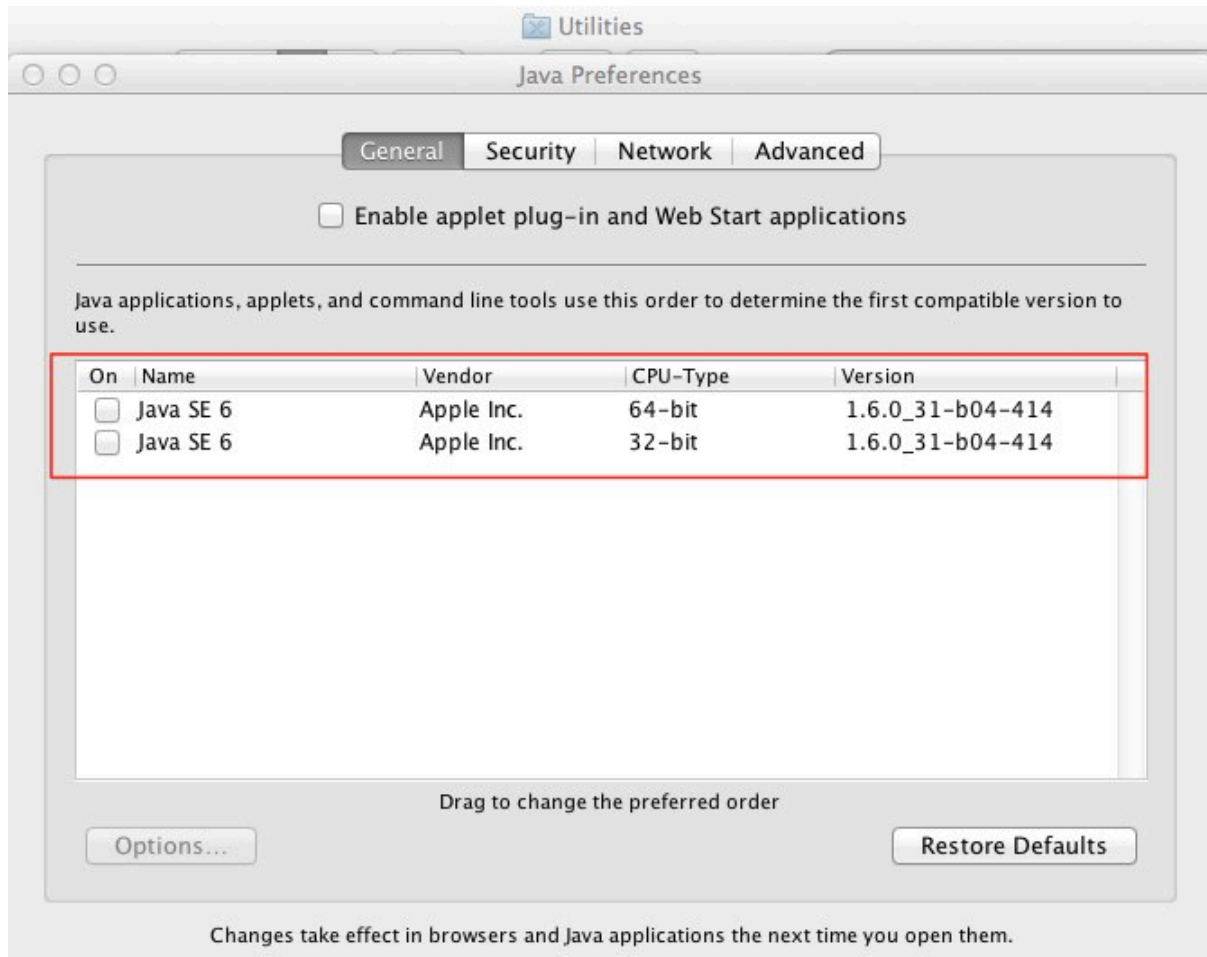 Utilities
Java Preferences
General Security Network Advanced
Enable applet plug-in and Web Start applications
Java applications, applets, and command line tools use this order to determine the first compatible version to
use.
On Name Vendor CPU-Type Version
Java SE 6 Apple Inc. 64-bit 1.6.0_31-b04-414
Java SE 6 Apple Inc. 32-bit 1.6.0_31-b04-414
Drag to change the preferred order
Options... Restore Defaults
Changes take effect in browsers and Java applications the next time you open them.